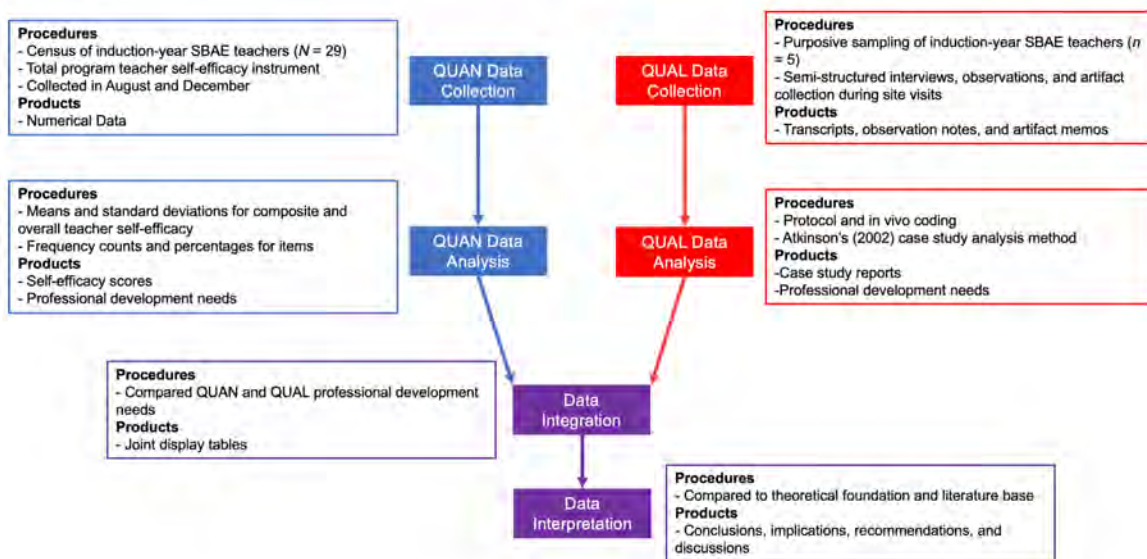 Procedures
- Census of induction-year SBAE teachers (N = 29)
- Total program teacher self-efficacy instrument
- Collected in August and December
Products
- Numerical Data
QUAN Data
Collection
QUAL Data
Collection
Procedures
- Purposive sampling of induction-year SBAE teachers (n
= 5)
- Semi-structured interviews, observations, and artifact
collection during site visits
Products
- Transcripts, observation notes, and artifact memos
Procedures
- Means and standard deviations for composite and
overall teacher self-efficacy
- Frequency counts and percentages for items
Products
- Self-efficacy scores
- Professional development needs
QUAN Data
Analysis
QUAL Data
Analysis
Procedures
- Protocol and in vivo coding
- Atkinson's (2002) case study analysis method
Products
-Case study reports
-Professional development needs
Procedures
- Compared QUAN and QUAL professional development
needs
Products
- Joint display tables
Data
Integration
Data
Interpretation
Procedures
- Compared to theoretical foundation and literature base
Products
- Conclusions, implications, recommendations, and
discussions